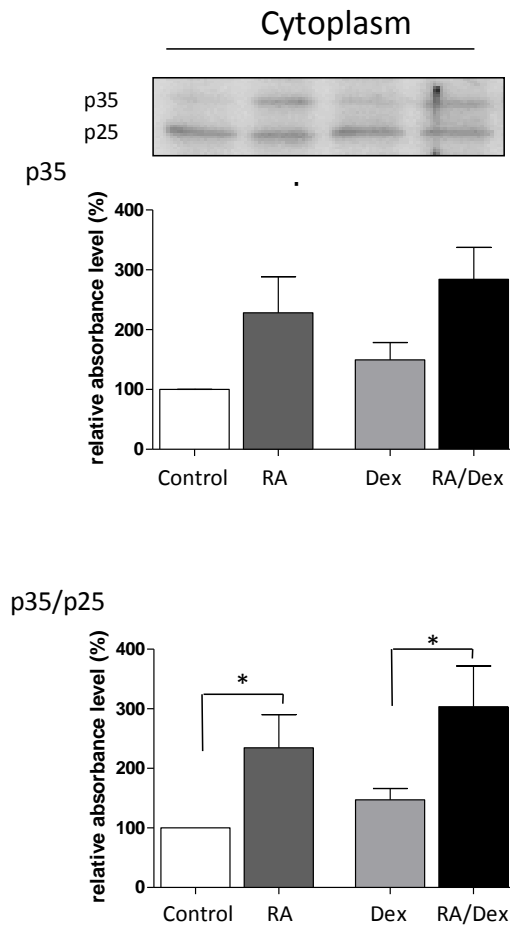 Cytoplasm
p35
p25
p35
relative absorbance level (%)
400
300
200
100
0
Control RA Dex RA/Dex
p35/p25
relative absorbance level (%)
400
300
200
100
0
* *
Control RA Dex RA/Dex